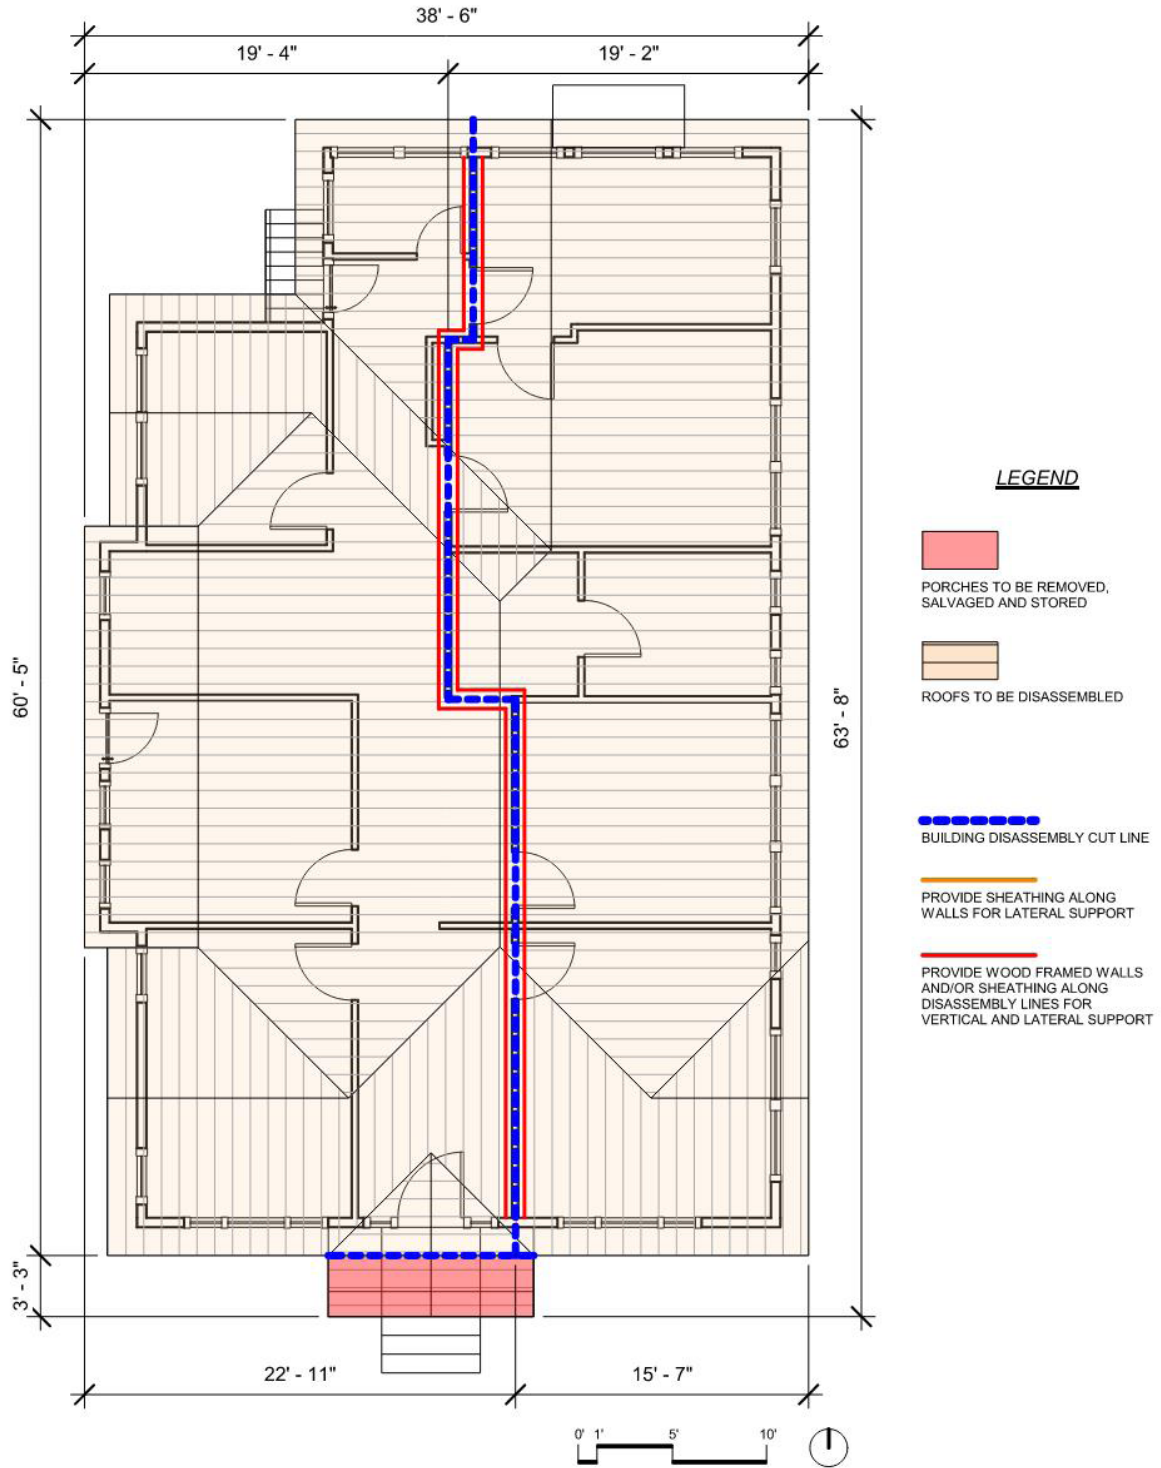 38' - 6"
19' - 4"
19' - 2"
60' - 5"
63' - 8"
3' - 3"
22' - 11"
15' - 7"
0' 1' 5' 10'
LEGEND
PORCHES TO BE REMOVED,
SALVAGED AND STORED
ROOFS TO BE DISASSEMBLED
BUILDING DISASSEMBLY CUT LINE
PROVIDE SHEATHING ALONG
WALLS FOR LATERAL SUPPORT
PROVIDE WOOD FRAMED WALLS
AND/OR SHEATHING ALONG
DISASSEMBLY LINES FOR
VERTICAL AND LATERAL SUPPORT